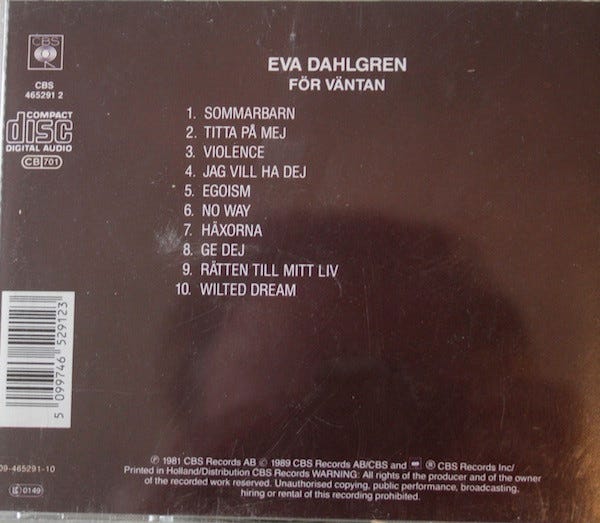 CBS
CBS
465291 2
COMPACT
disc
DIGITAL AUDIO
CB 701
EVA DAHLGREN
FÖR VÄNTAN
1. SOMMARBARN
2. TITTA PÅ MEJ
3. VIOLENCE
4. JAG VILL HA DEJ
5. EGOISM
6. NO WAY
7. HÄXORNA
8. GE DEJ
9. RÄTTEN TILL MITT LIV
10. WILTED DREAM
5 099746 529123
09-465291-10
0149
℗ 1981 CBS Records AB © 1989 CBS Records AB/CBS and ® CBS Records Inc/
Printed in Holland/Distribution CBS Records WARNING: All rights of the producer and of the owner
of the recorded work reserved. Unauthorised copying, public performance, broadcasting.
hiring or rental of this recording prohibited.